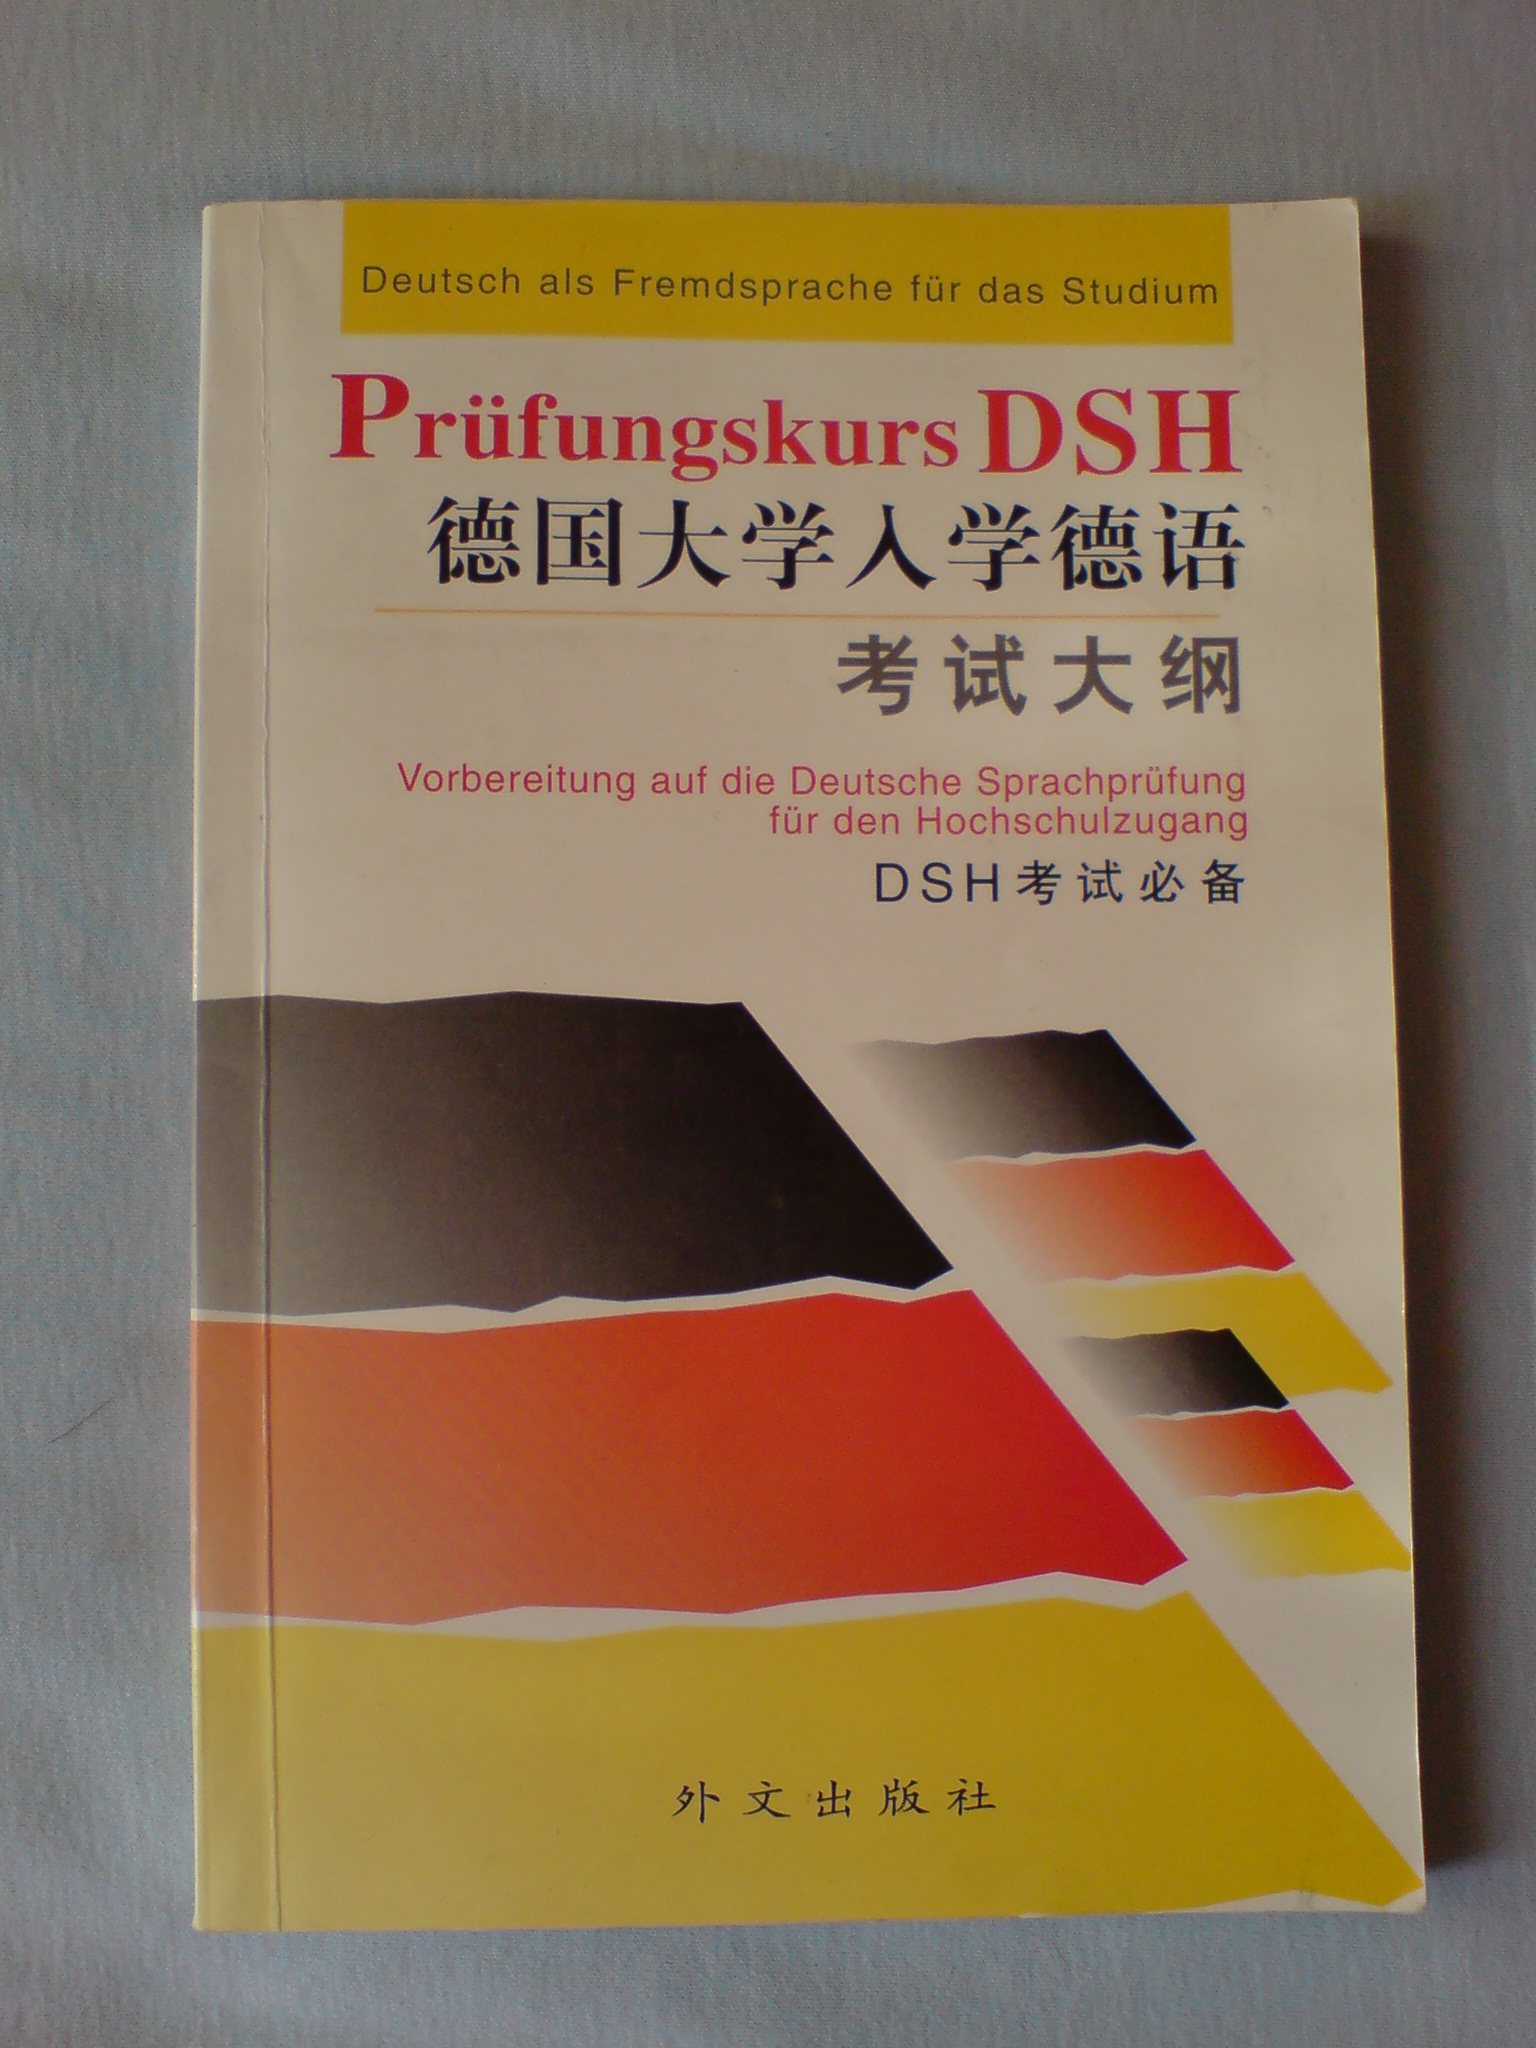 Deutsch als Fremdsprache für das Studium
Prüfungskurs DSH
德国大学入学德语
考试大纲
Vorbereitung auf die Deutsche Sprachprüfung
für den Hochschulzugang
DSH考试必备
外文出版社